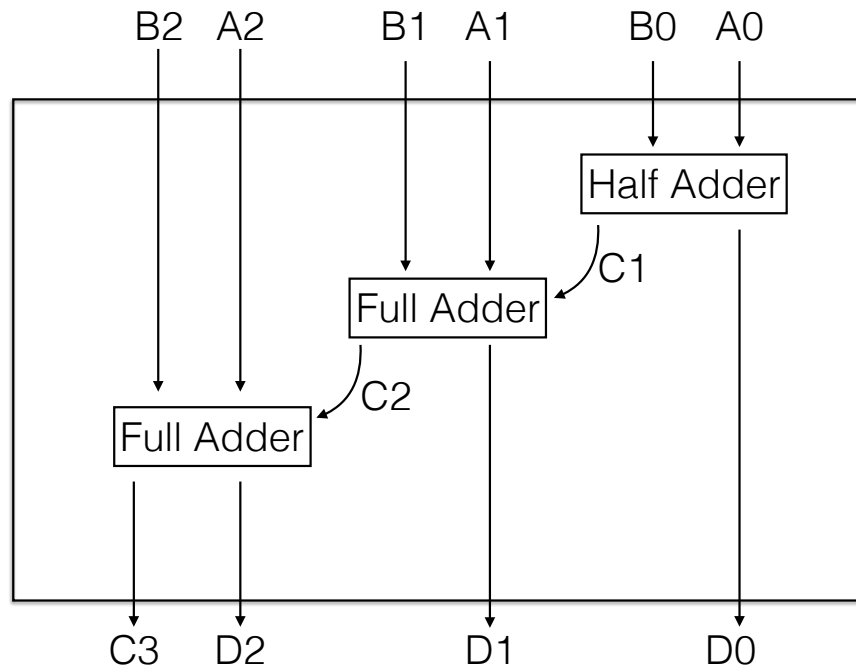 B2 A2 B1 A1 B0 A0
Half Adder
C1
Full Adder
C2
Full Adder
C3 D2 D1 D0